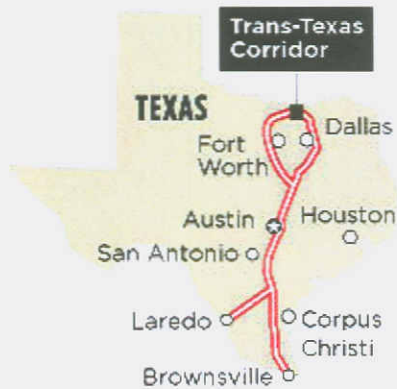 Trans-Texas
Corridor
TEXAS
Dallas
Fort
Worth
Austin
Houston
San Antonio
Laredo
Corpus
Christi
Brownsville